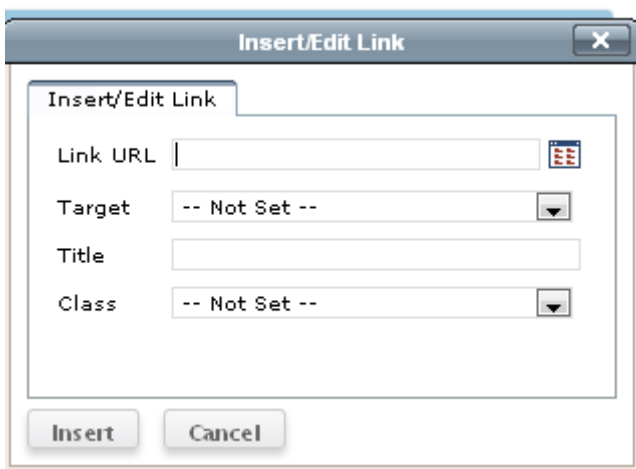 Insert/Edit Link
Insert/Edit Link
Link URL
Target -- Not Set --
Title
Class -- Not Set --
Insert Cancel